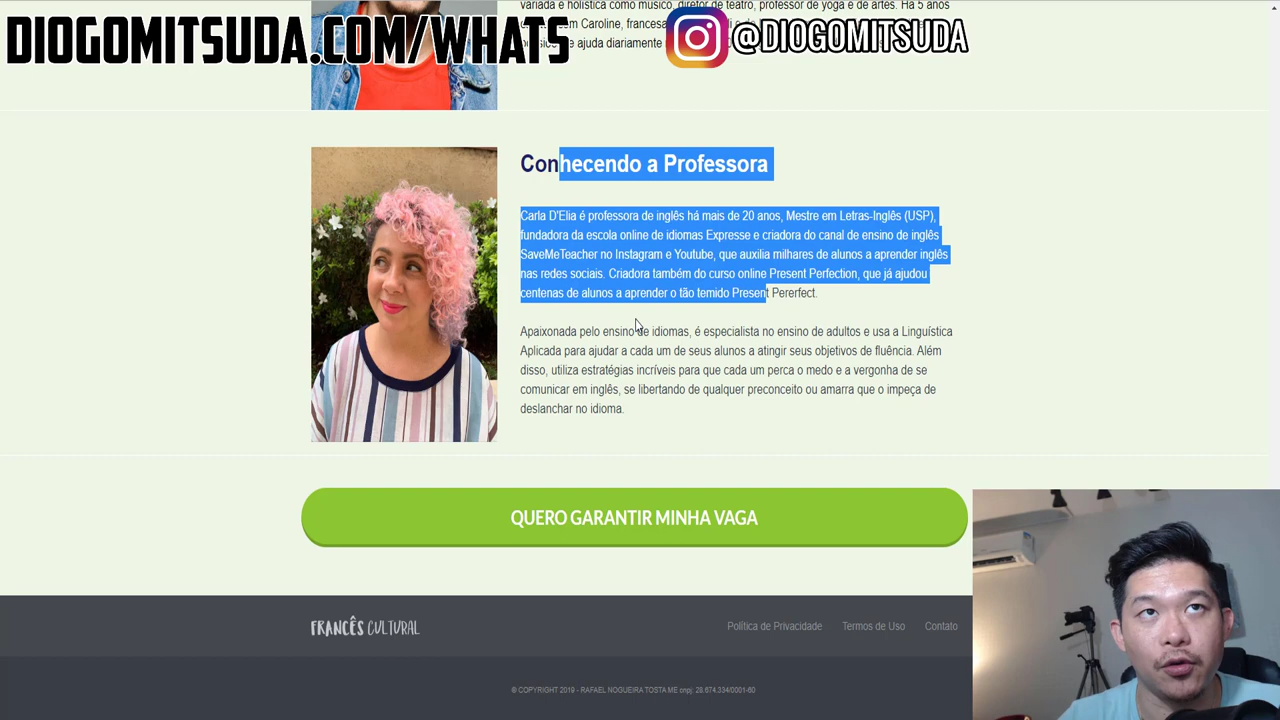 variada e holística como músico, diretor de teatro, professor de yoga e de artes. Há 5 anos
com Caroline, francesa
e ajuda diariamente
DIOGOMITSUDA.COM/WHATS
@DIOGOMITSUDA
Conhecendo a Professora
Carla D'Elia é professora de inglês há mais de 20 anos, Mestre em Letras-Inglês (USP),
fundadora da escola online de idiomas Expresse e criadora do canal de ensino de inglês
SaveMeTeacher no Instagram e Youtube, que auxilia milhares de alunos a aprender inglês
nas redes sociais. Criadora também do curso online Present Perfection, que já ajudou
centenas de alunos a aprender o tão temido Present Pererfect.
Apaixonada pelo ensino de idiomas, é especialista no ensino de adultos e usa a Linguística
Aplicada para ajudar a cada um de seus alunos a atingir seus objetivos de fluência. Além
disso, utiliza estratégias incríveis para que cada um perca o medo e a vergonha de se
comunicar em inglês, se libertando de qualquer preconceito ou amarra que o impeça de
deslanchar no idioma.
QUERO GARANTIR MINHA VAGA
FRANCÊS CULTURAL
Política de Privacidade Termos de Uso Contato
© COPYRIGHT 2019 - RAFAEL NOGUEIRA TOSTA ME cnpj: 28.674.334/0001-60